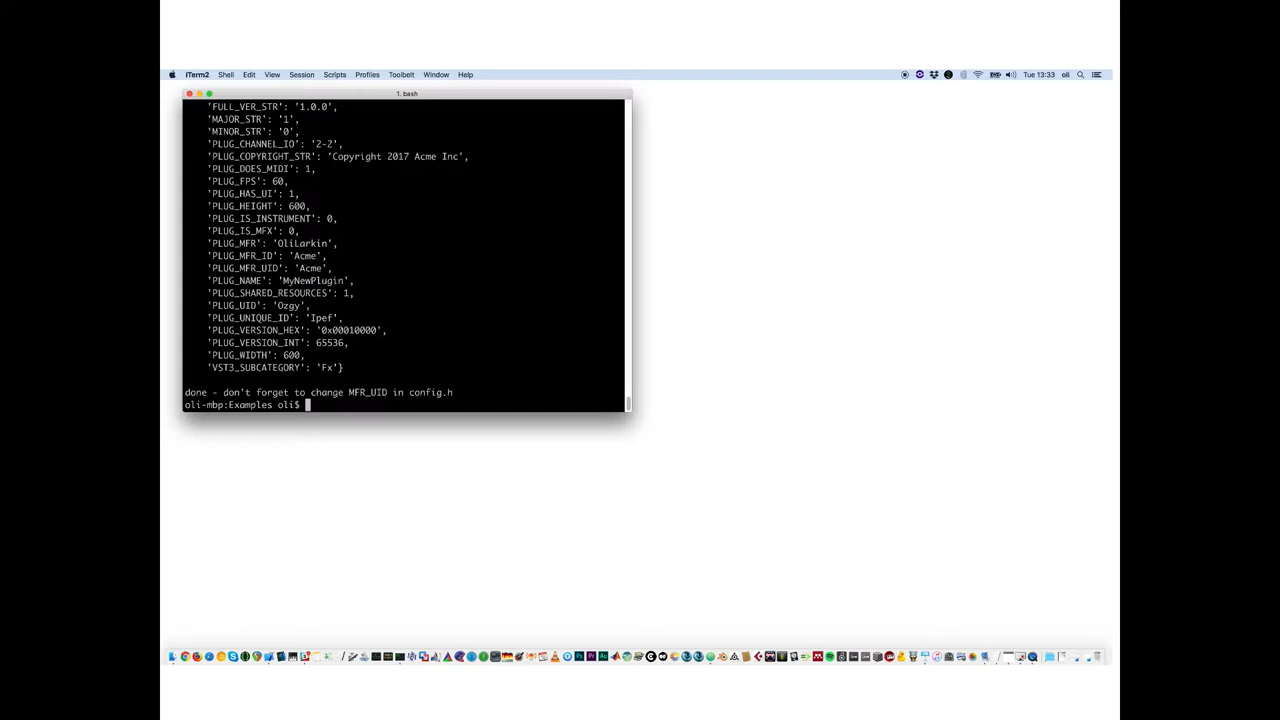 iTerm2 Shell Edit View Session Scripts Profiles Toolbelt Window Help Tue 13:33 oli
1. bash
'FULL_VER_STR': '1.0.0',
'MAJOR_STR': '1',
'MINOR_STR': '0',
'PLUG_CHANNEL_IO': '2-2',
'PLUG_COPYRIGHT_STR': 'Copyright 2017 Acme Inc',
'PLUG_DOES_MIDI': 1,
'PLUG_FPS': 60,
'PLUG_HAS_UI': 1,
'PLUG_HEIGHT': 600,
'PLUG_IS_INSTRUMENT': 0,
'PLUG_IS_MFX': 0,
'PLUG_MFR': 'OliLarkin',
'PLUG_MFR_ID': 'Acme',
'PLUG_MFR_UID': 'Acme',
'PLUG_NAME': 'MyNewPlugin',
'PLUG_SHARED_RESOURCES': 1,
'PLUG_UID': 'Ozgy',
'PLUG_UNIQUE_ID': 'Ipef',
'PLUG_VERSION_HEX': '0x00010000',
'PLUG_VERSION_INT': 65536,
'PLUG_WIDTH': 600,
'VST3_SUBCATEGORY': 'Fx'}
done - don't forget to change MFR_UID in config.h
oli-mbp:Examples oli$